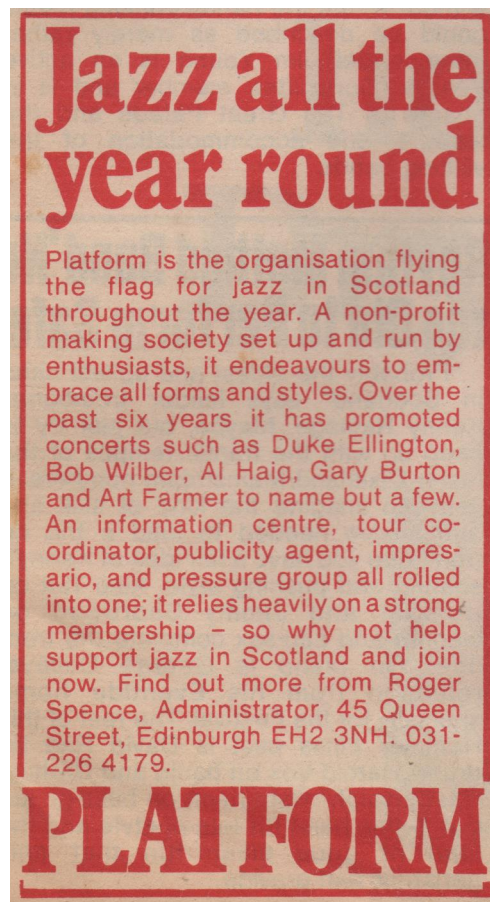 Jazz all the
year round
Platform is the organisation flying
the flag for jazz in Scotland
throughout the year. A non-profit
making society set up and run by
enthusiasts, it endeavours to em-
brace all forms and styles. Over the
past six years it has promoted
concerts such as Duke Ellington,
Bob Wilber, Al Haig, Gary Burton
and Art Farmer to name but a few.
An information centre, tour co-
ordinator, publicity agent, impres-
ario, and pressure group all rolled
into one; it relies heavily on a strong
membership – so why not help
support jazz in Scotland and join
now. Find out more from Roger
Spence, Administrator, 45 Queen
Street, Edinburgh EH2 3NH. 031-
226 4179.
PLATFORM